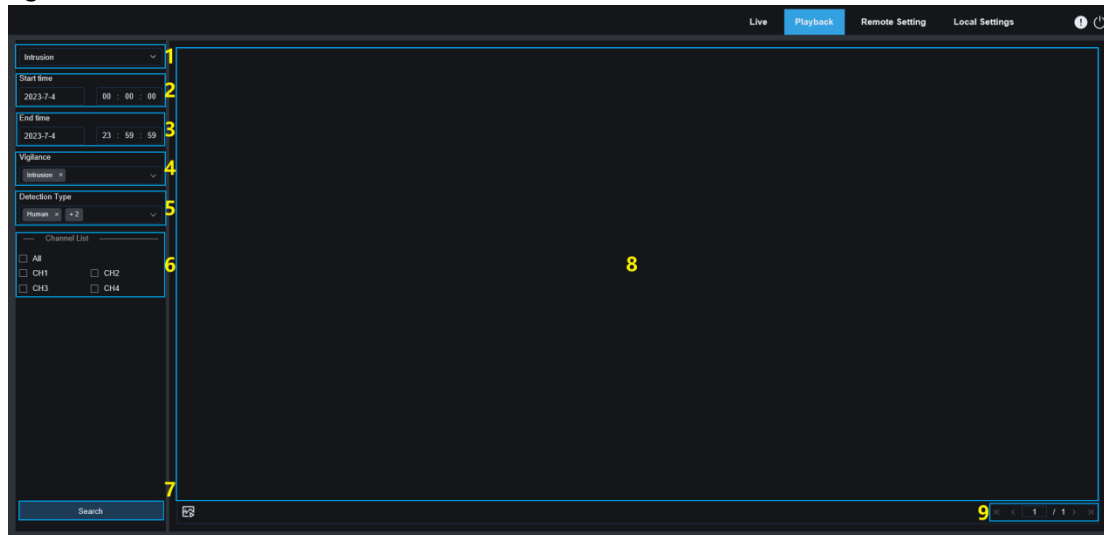 Live Playback Remote Setting Local Settings
Intrusion 1
Start time
2023-7-4 00 : 00 : 00 2
End time
2023-7-4 23 : 59 : 59 3
Vigilance
Intrusion × 4
Detection Type
Human × +2 5
Channel List
All
CH1 CH2 6
CH3 CH4
8
7
Search
9 1 / 1